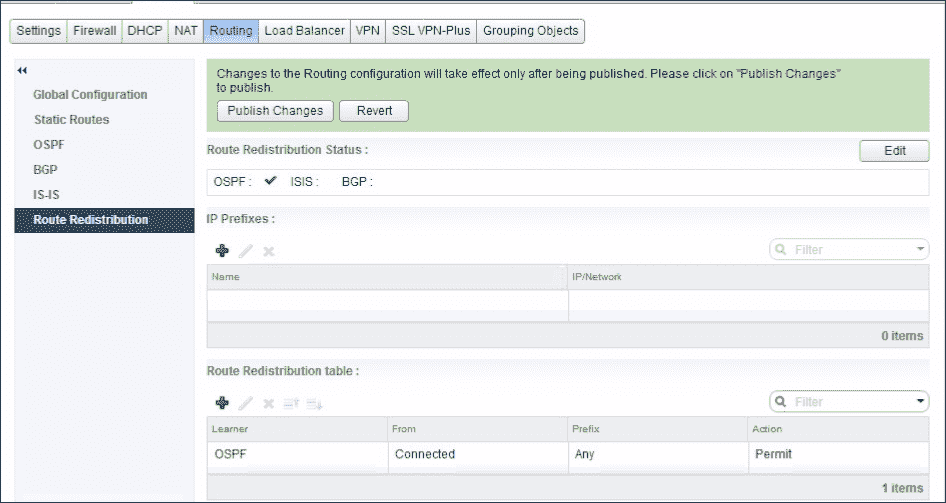 Settings Firewall DHCP NAT Routing Load Balancer VPN SSL VPN-Plus Grouping Objects
Global Configuration
Static Routes
OSPF
BGP
IS-IS
Route Redistribution
Changes to the Routing configuration will take effect only after being published. Please click on "Publish Changes"
to publish.
Publish Changes Revert
Route Redistribution Status :
Edit
OSPF : ISIS : BGP :
IP Prefixes :
Filter
Name IP/Network
0 items
Route Redistribution table :
Filter
Learner From Prefix Action
OSPF Connected Any Permit
1 items